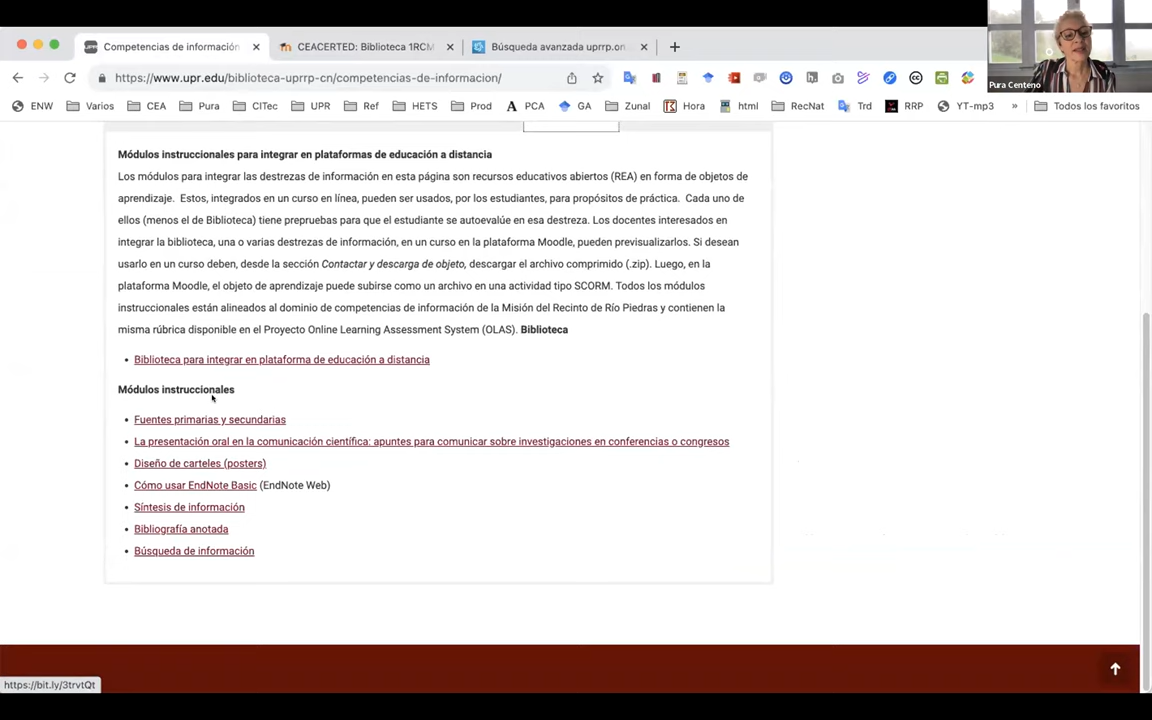 Competencias de información
CEACERTED: Biblioteca 1RCM
Búsqueda avanzada uprrp.on
https://www.upr.edu/biblioteca-uprrp-cn/competencias-de-informacion/
Pura Centeno
ENW Varios CEA Pura CITec UPR Ref HETS Prod PCA GA Zunal Hora html RecNat Trd RRP YT-mp3 » Todos los favoritos
Módulos instruccionales para integrar en plataformas de educación a distancia
Los módulos para integrar las destrezas de información en esta página son recursos educativos abiertos (REA) en forma de objetos de
aprendizaje. Estos, integrados en un curso en línea, pueden ser usados, por los estudiantes, para propósitos de práctica. Cada uno de
ellos (menos el de Biblioteca) tiene prepruebas para que el estudiante se autoevalúe en esa destreza. Los docentes interesados en
integrar la biblioteca, una o varias destrezas de información, en un curso en la plataforma Moodle, pueden previsualizarlos. Si desean
usarlo en un curso deben, desde la sección Contactar y descarga de objeto, descargar el archivo comprimido (.zip). Luego, en la
plataforma Moodle, el objeto de aprendizaje puede subirse como un archivo en una actividad tipo SCORM. Todos los módulos
instruccionales están alineados al dominio de competencias de información de la Misión del Recinto de Río Piedras y contienen la
misma rúbrica disponible en el Proyecto Online Learning Assessment System (OLAS). Biblioteca
• Biblioteca para integrar en plataforma de educación a distancia
Módulos instruccionales
• Fuentes primarias y secundarias
• La presentación oral en la comunicación científica: apuntes para comunicar sobre investigaciones en conferencias o congresos
• Diseño de carteles (posters)
• Cómo usar EndNote Basic (EndNote Web)
• Síntesis de información
• Bibliografía anotada
• Búsqueda de información
https://bit.ly/3trvtQt